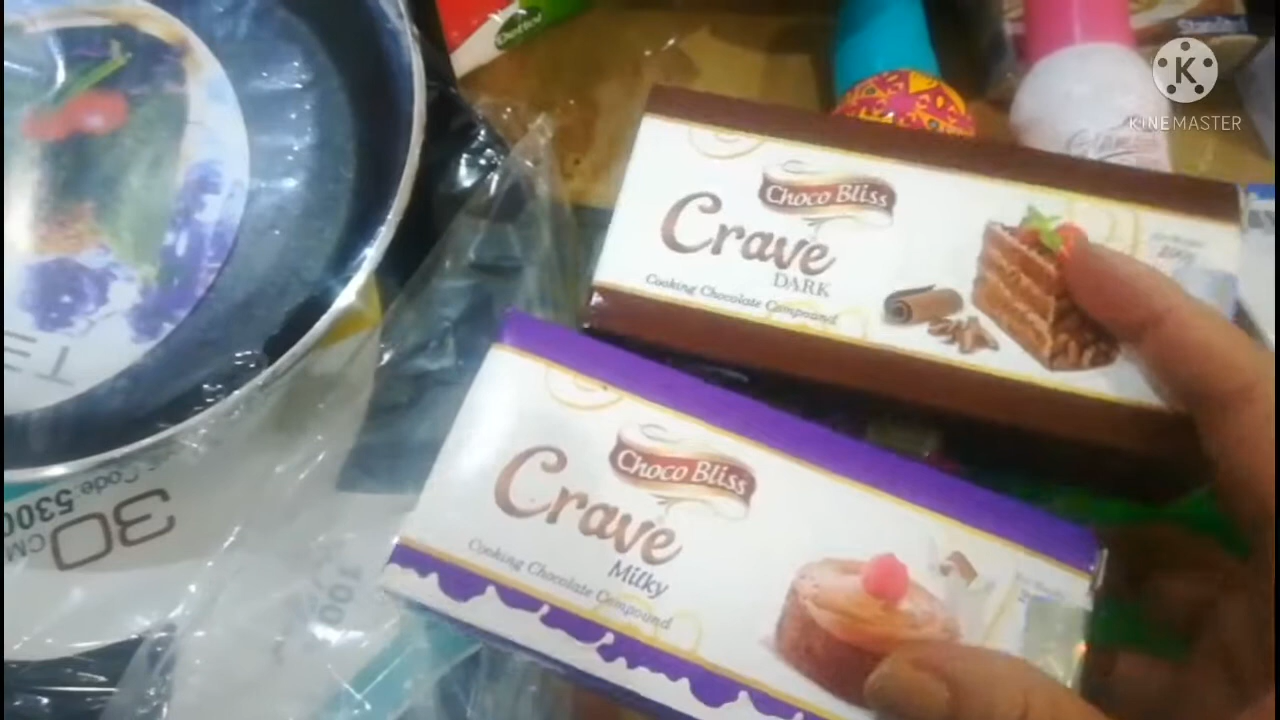 KINEMASTER
Choco Bliss
Crave
DARK
Cooking Chocolate Compound
Choco Bliss
Crave
Milky
Cooking Chocolate Compound
30
CM
Code: 5300